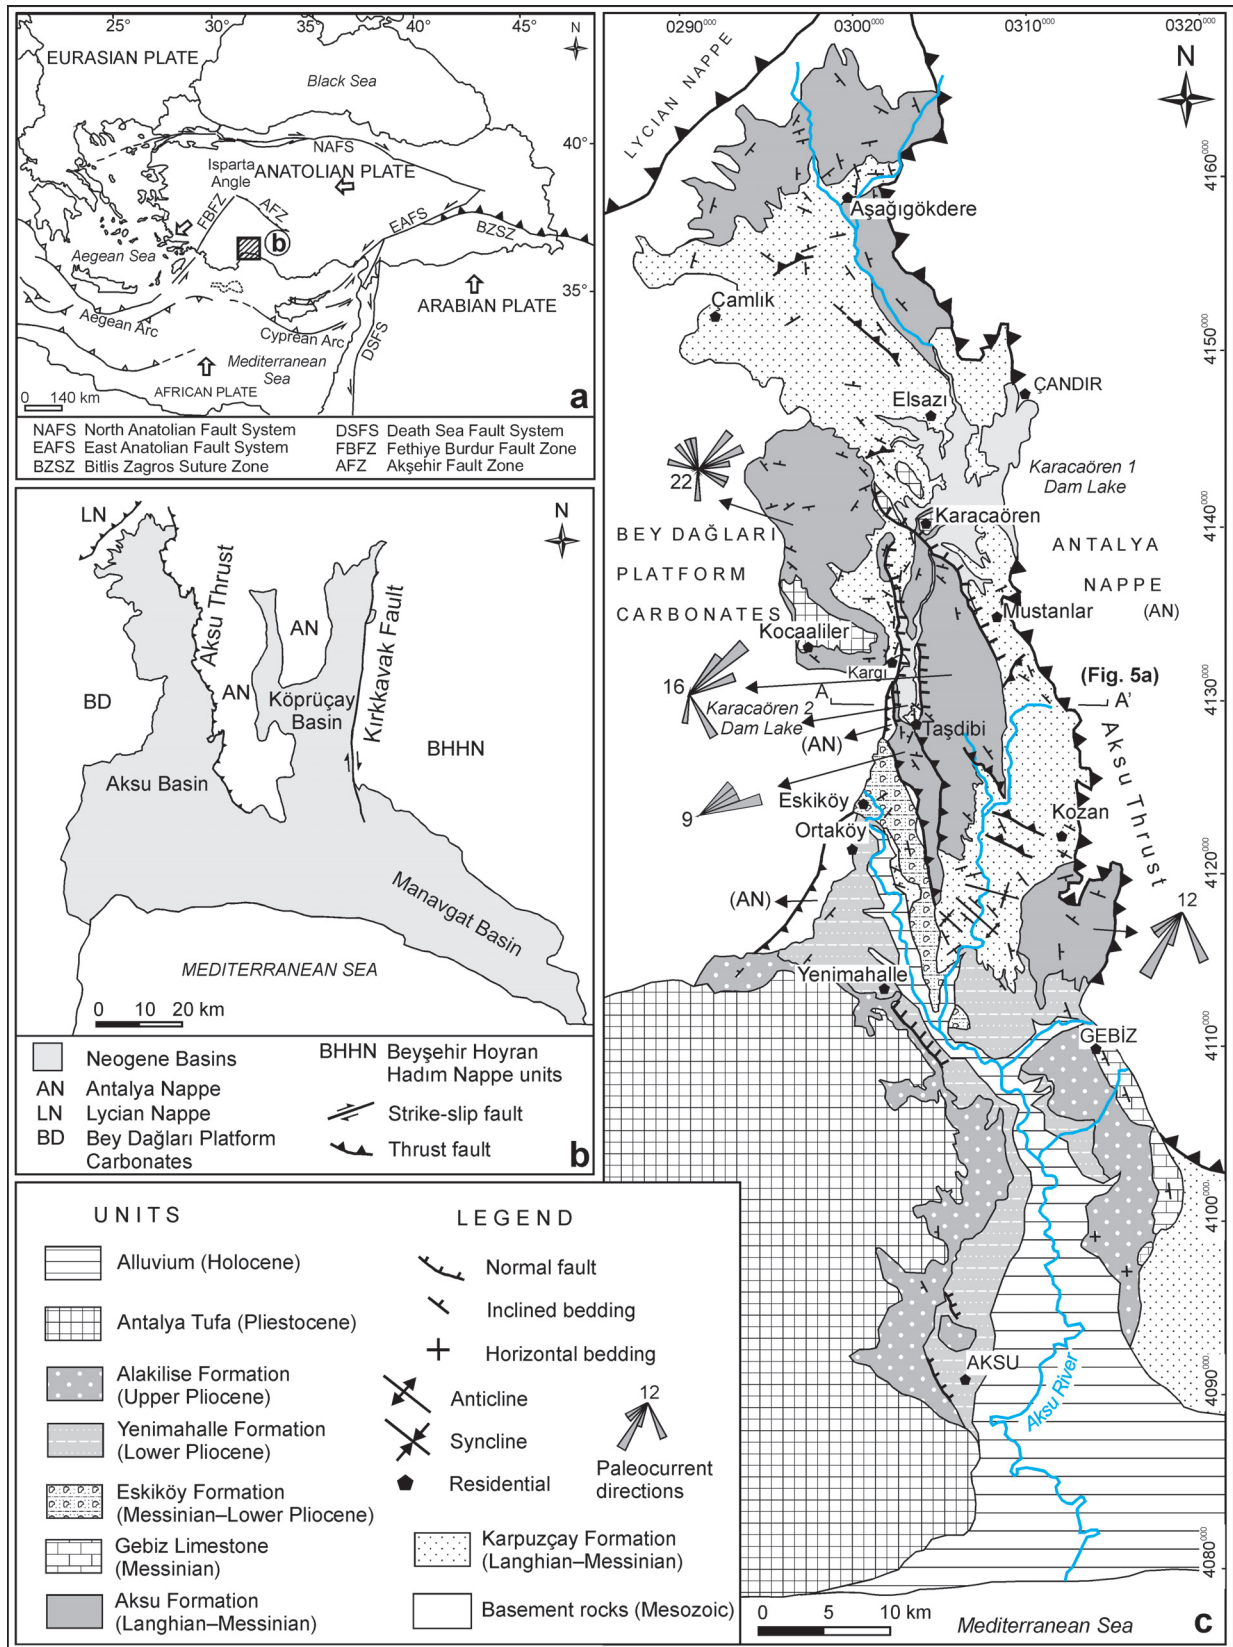 25°
30°
35°
40°
45°
N
EURASIAN PLATE
Black Sea
40°
NAFS
Isparta
Angle
ANATOLIAN PLATE
FBFZ
AFZ
EAFS
BZSZ
b
Aegean Sea
35°
ARABIAN PLATE
Aegean Arc
Cyprean Arc
DSFS
Mediterranean
Sea
AFRICAN PLATE
0 140 km
a
NAFS North Anatolian Fault System
EAFS East Anatolian Fault System
BZSZ Bitlis Zagros Suture Zone
DSFS Death Sea Fault System
FBFZ Fethiye Burdur Fault Zone
AFZ Akşehir Fault Zone
LN
N
Aksu Thrust
AN
AN
Kırkkavak Fault
BD
Köprüçay
Basin
BHHN
Aksu Basin
Manavgat Basin
MEDITERRANEAN SEA
0 10 20 km
Neogene Basins
AN Antalya Nappe
LN Lycian Nappe
BD Bey Dağları Platform
Carbonates
BHHN Beyşehir Hoyran
Hadım Nappe units
Strike-slip fault
Thrust fault
b
UNITS
Alluvium (Holocene)
Antalya Tufa (Pliestocene)
Alakilise Formation
(Upper Pliocene)
Yenimahalle Formation
(Lower Pliocene)
Eskiköy Formation
(Messinian–Lower Pliocene)
Gebiz Limestone
(Messinian)
Aksu Formation
(Langhian–Messinian)
LEGEND
Normal fault
Inclined bedding
Horizontal bedding
Anticline
Syncline
Residential
12
Paleocurrent
directions
Karpuzçay Formation
(Langhian–Messinian)
Basement rocks (Mesozoic)
0290000
0300000
0310000
0320000
N
LYCIAN NAPPE
4160000
Aşağıgökdere
Çamlık
4150000
ÇANDIR
Elsazı
22
Karacaören 1
Dam Lake
Karacaören
4140000
BEY DAĞLARI
PLATFORM
CARBONATES
ANTALYA
NAPPE
(AN)
Mustanlar
Kocaaliler
Kargı
16
A
(Fig. 5a)
A'
4130000
Karacaören 2
Dam Lake
(AN)
Taşdibi
Aksu Thrust
9
Eskiköy
Ortaköy
Kozan
4120000
(AN)
12
Yenimahalle
GEBİZ
4110000
4100000
AKSU
Aksu River
4090000
4080000
0 5 10 km
Mediterranean Sea
c